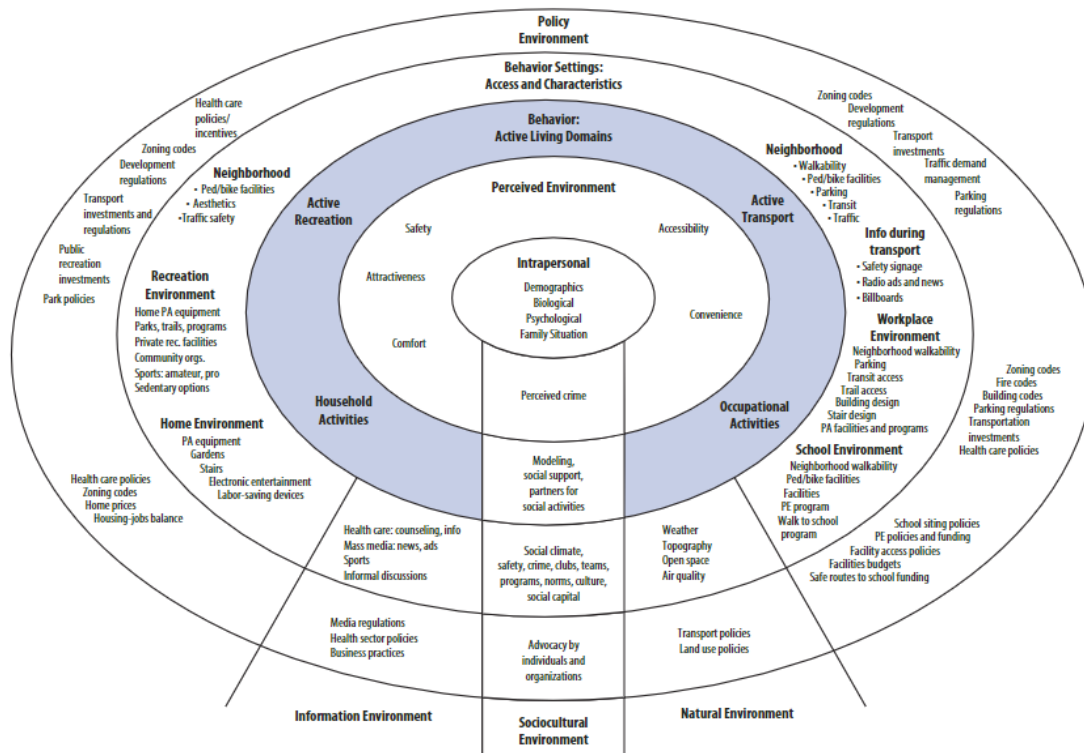 Policy
Environment
Behavior Settings:
Access and Characteristics
Behavior:
Active Living Domains
Perceived Environment
Intrapersonal
Demographics
Biological
Psychological
Family Situation
Safety
Attractiveness
Comfort
Accessibility
Convenience
Perceived crime
Active
Recreation
Active
Transport
Household
Activities
Occupational
Activities
Modeling,
social support,
partners for
social activities
Health care
policies/
incentives
Zoning codes
Development
regulations
Transport
investments and
regulations
Public
recreation
investments
Park policies
Neighborhood
• Ped/bike facilities
• Aesthetics
•Traffic safety
Recreation
Environment
Home PA equipment
Parks, trails, programs
Private rec. facilities
Community orgs.
Sports: amateur, pro
Sedentary options
Home Environment
PA equipment
Gardens
Stairs
Electronic entertainment
Labor-saving devices
Health care policies
Zoning codes
Home prices
Housing-jobs balance
Zoning codes
Development
regulations
Transport
investments
Traffic demand
management
Parking
regulations
Neighborhood
• Walkability
• Ped/bike facilities
• Parking
• Transit
• Traffic
Info during
transport
• Safety signage
• Radio ads and news
• Billboards
Workplace
Environment
Neighborhood walkability
Parking
Transit access
Trail access
Building design
Stair design
PA facilities and programs
Zoning codes
Fire codes
Building codes
Parking regulations
Transportation
investments
Health care policies
School Environment
Neighborhood walkability
Ped/bike facilities
Facilities
PE program
Walk to school
program
School siting policies
PE policies and funding
Facility access policies
Facilities budgets
Safe routes to school funding
Health care: counseling, info
Mass media: news, ads
Sports
Informal discussions
Social climate,
safety, crime, clubs, teams,
programs, norms, culture,
social capital
Weather
Topography
Open space
Air quality
Media regulations
Health sector policies
Business practices
Advocacy by
individuals and
organizations
Transport policies
Land use policies
Information Environment
Sociocultural
Environment
Natural Environment